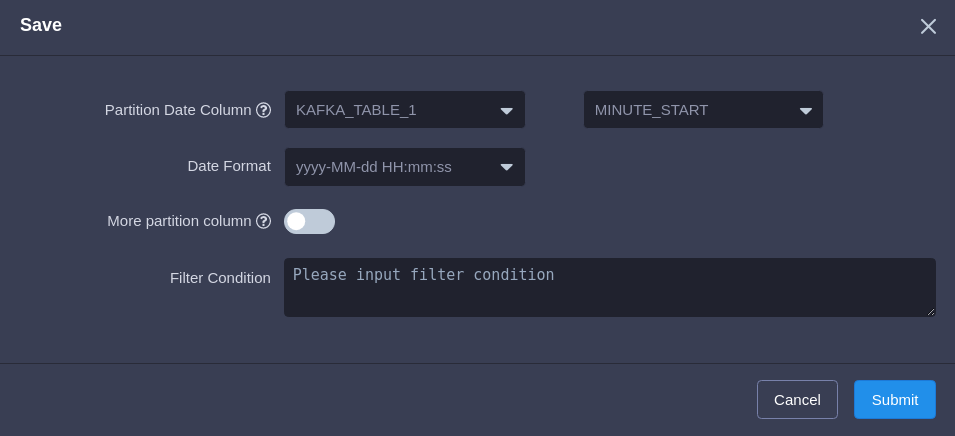 Save
Partition Date Column KAFKA_TABLE_1 MINUTE_START
Date Format yyyy-MM-dd HH:mm:ss
More partition column
Filter Condition Please input filter condition
Cancel Submit